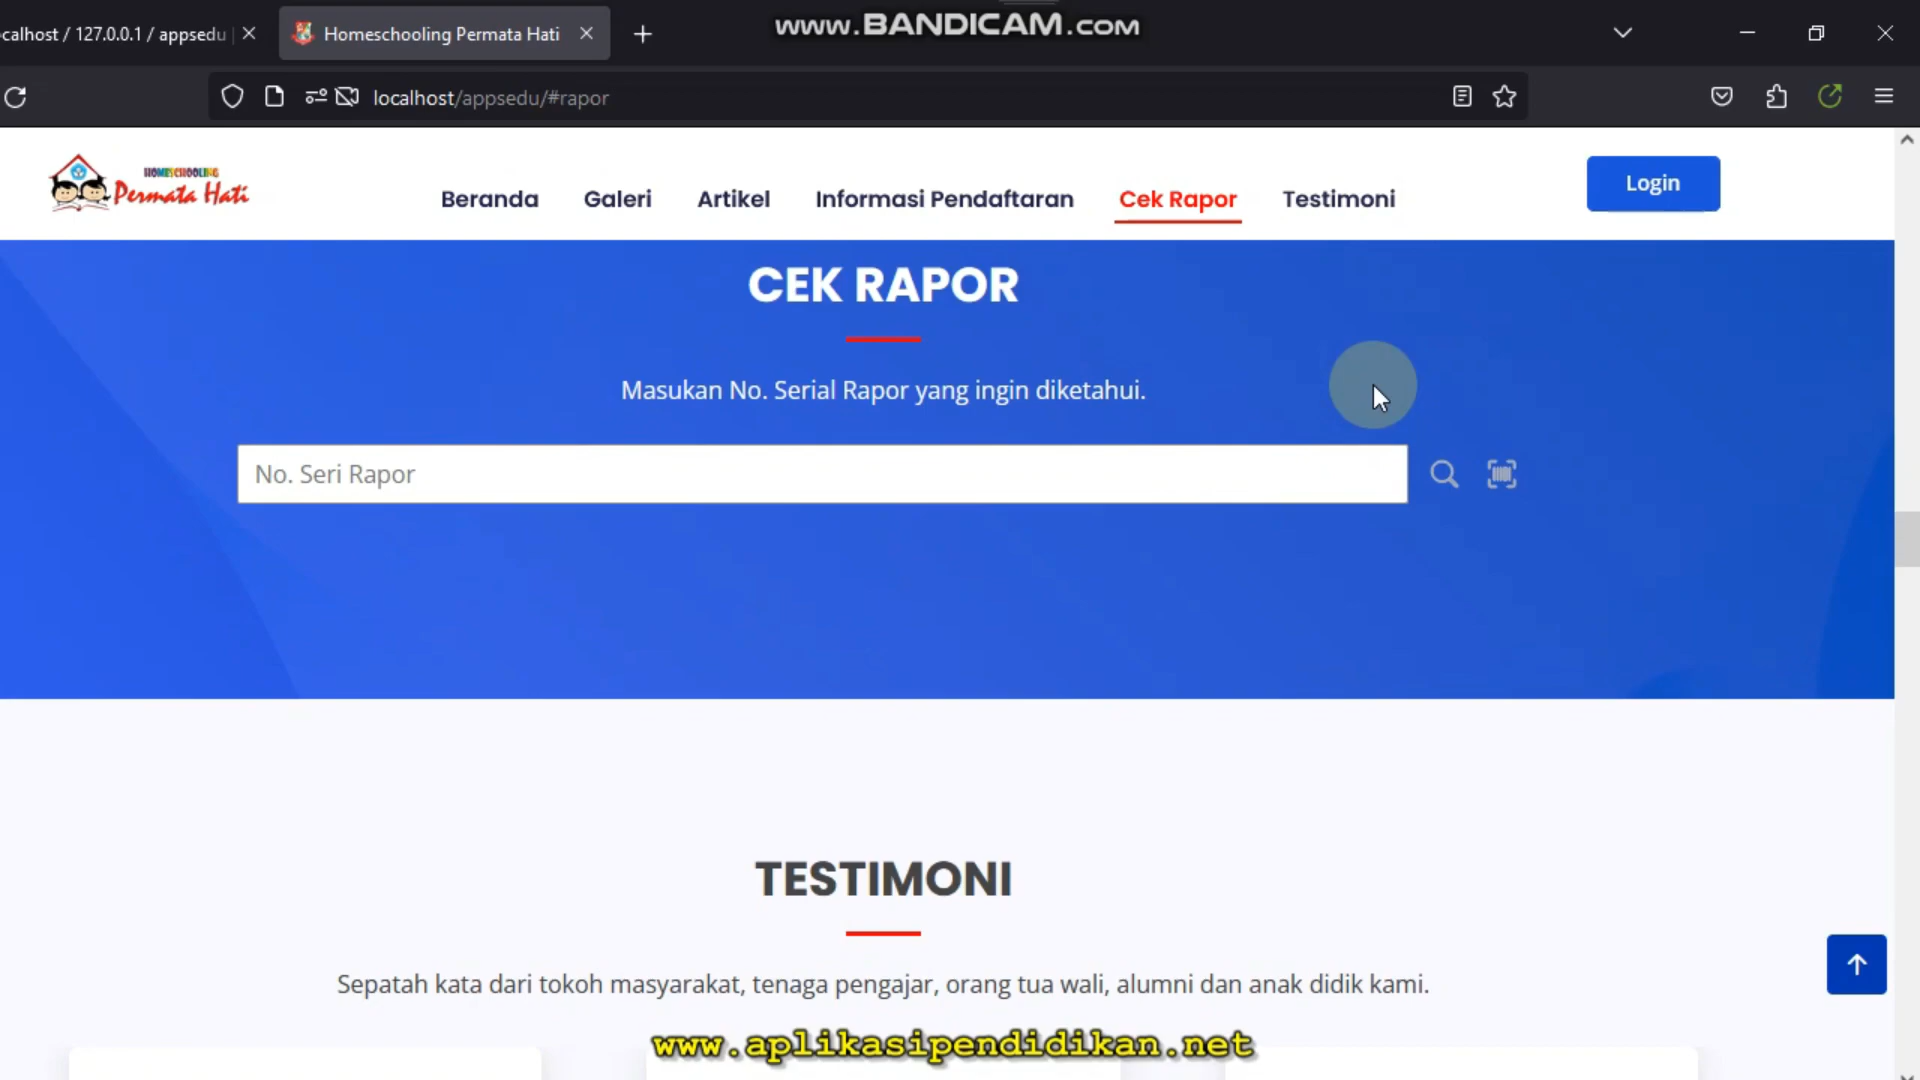 www.BANDICAM.com
calhost / 127.0.0.1 / appsedu
Homeschooling Permata Hati
localhost/appsedu/#rapor
HOMESCHOOLING
Permata Hati
Beranda
Galeri
Artikel
Informasi Pendaftaran
Cek Rapor
Testimoni
Login
CEK RAPOR
Masukan No. Serial Rapor yang ingin diketahui.
No. Seri Rapor
TESTIMONI
Sepatah kata dari tokoh masyarakat, tenaga pengajar, orang tua wali, alumni dan anak didik kami.
www.aplikasipendidikan.net